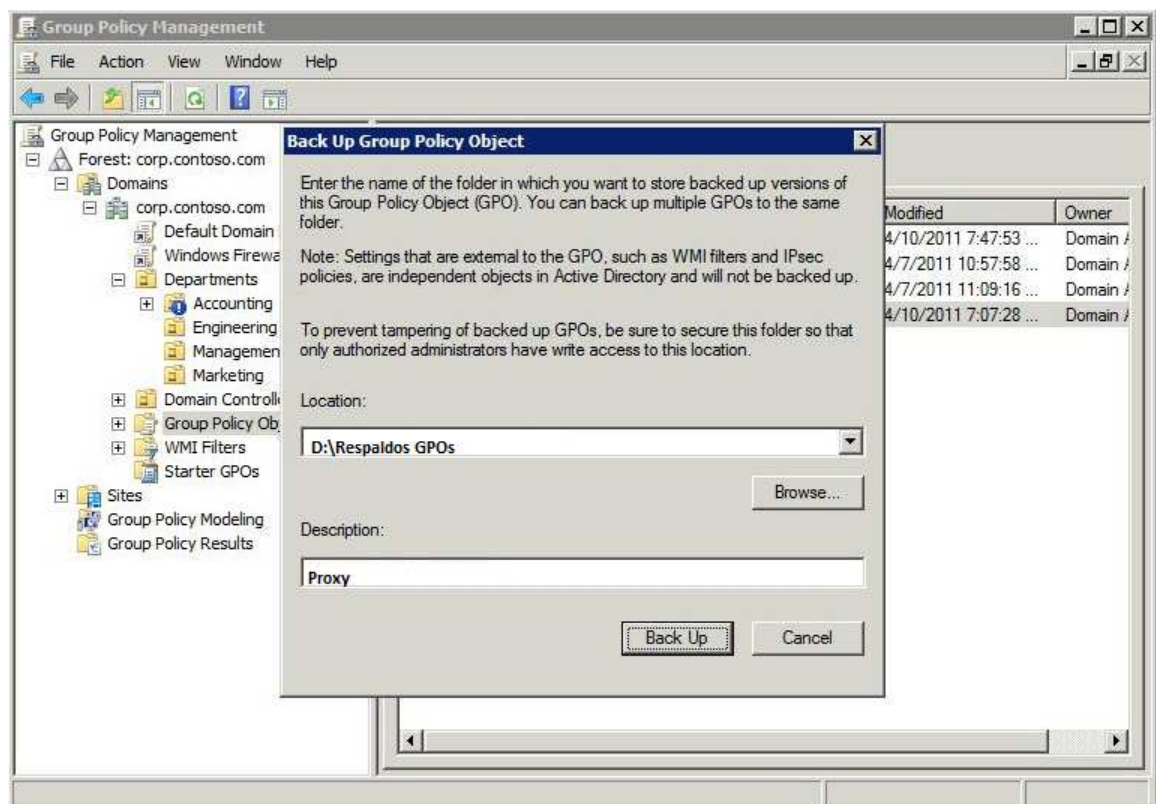 Group Policy Management
File Action View Window Help
Group Policy Management
Forest: corp.contoso.com
Domains
corp.contoso.com
Default Domain
Windows Firewa
Departments
Accounting
Engineering
Managemen
Marketing
Domain Controll
Group Policy Obj
WMI Filters
Starter GPOs
Sites
Group Policy Modeling
Group Policy Results
Back Up Group Policy Object
Enter the name of the folder in which you want to store backed up versions of
this Group Policy Object (GPO). You can back up multiple GPOs to the same
folder.
Note: Settings that are external to the GPO, such as WMI filters and IPsec
policies, are independent objects in Active Directory and will not be backed up.
To prevent tampering of backed up GPOs, be sure to secure this folder so that
only authorized administrators have write access to this location.
Location:
D:\Respaldos GPOs
Browse...
Description:
Proxy
Back Up Cancel
Modified Owner
4/10/2011 7:47:53 ... Domain A
4/7/2011 10:57:58 ... Domain A
4/7/2011 11:09:16 ... Domain A
4/10/2011 7:07:28 ... Domain A